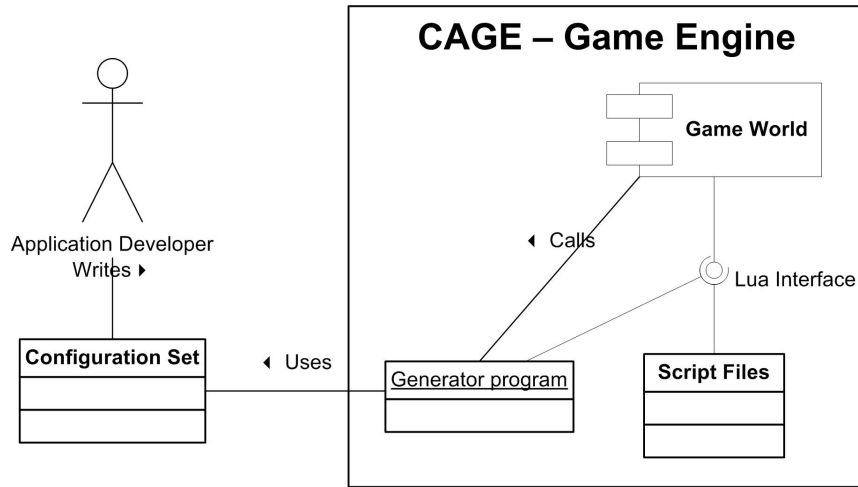 CAGE – Game Engine
Game World
Application Developer
Writes
Calls
Lua Interface
Configuration Set
Uses
Generator program
Script Files